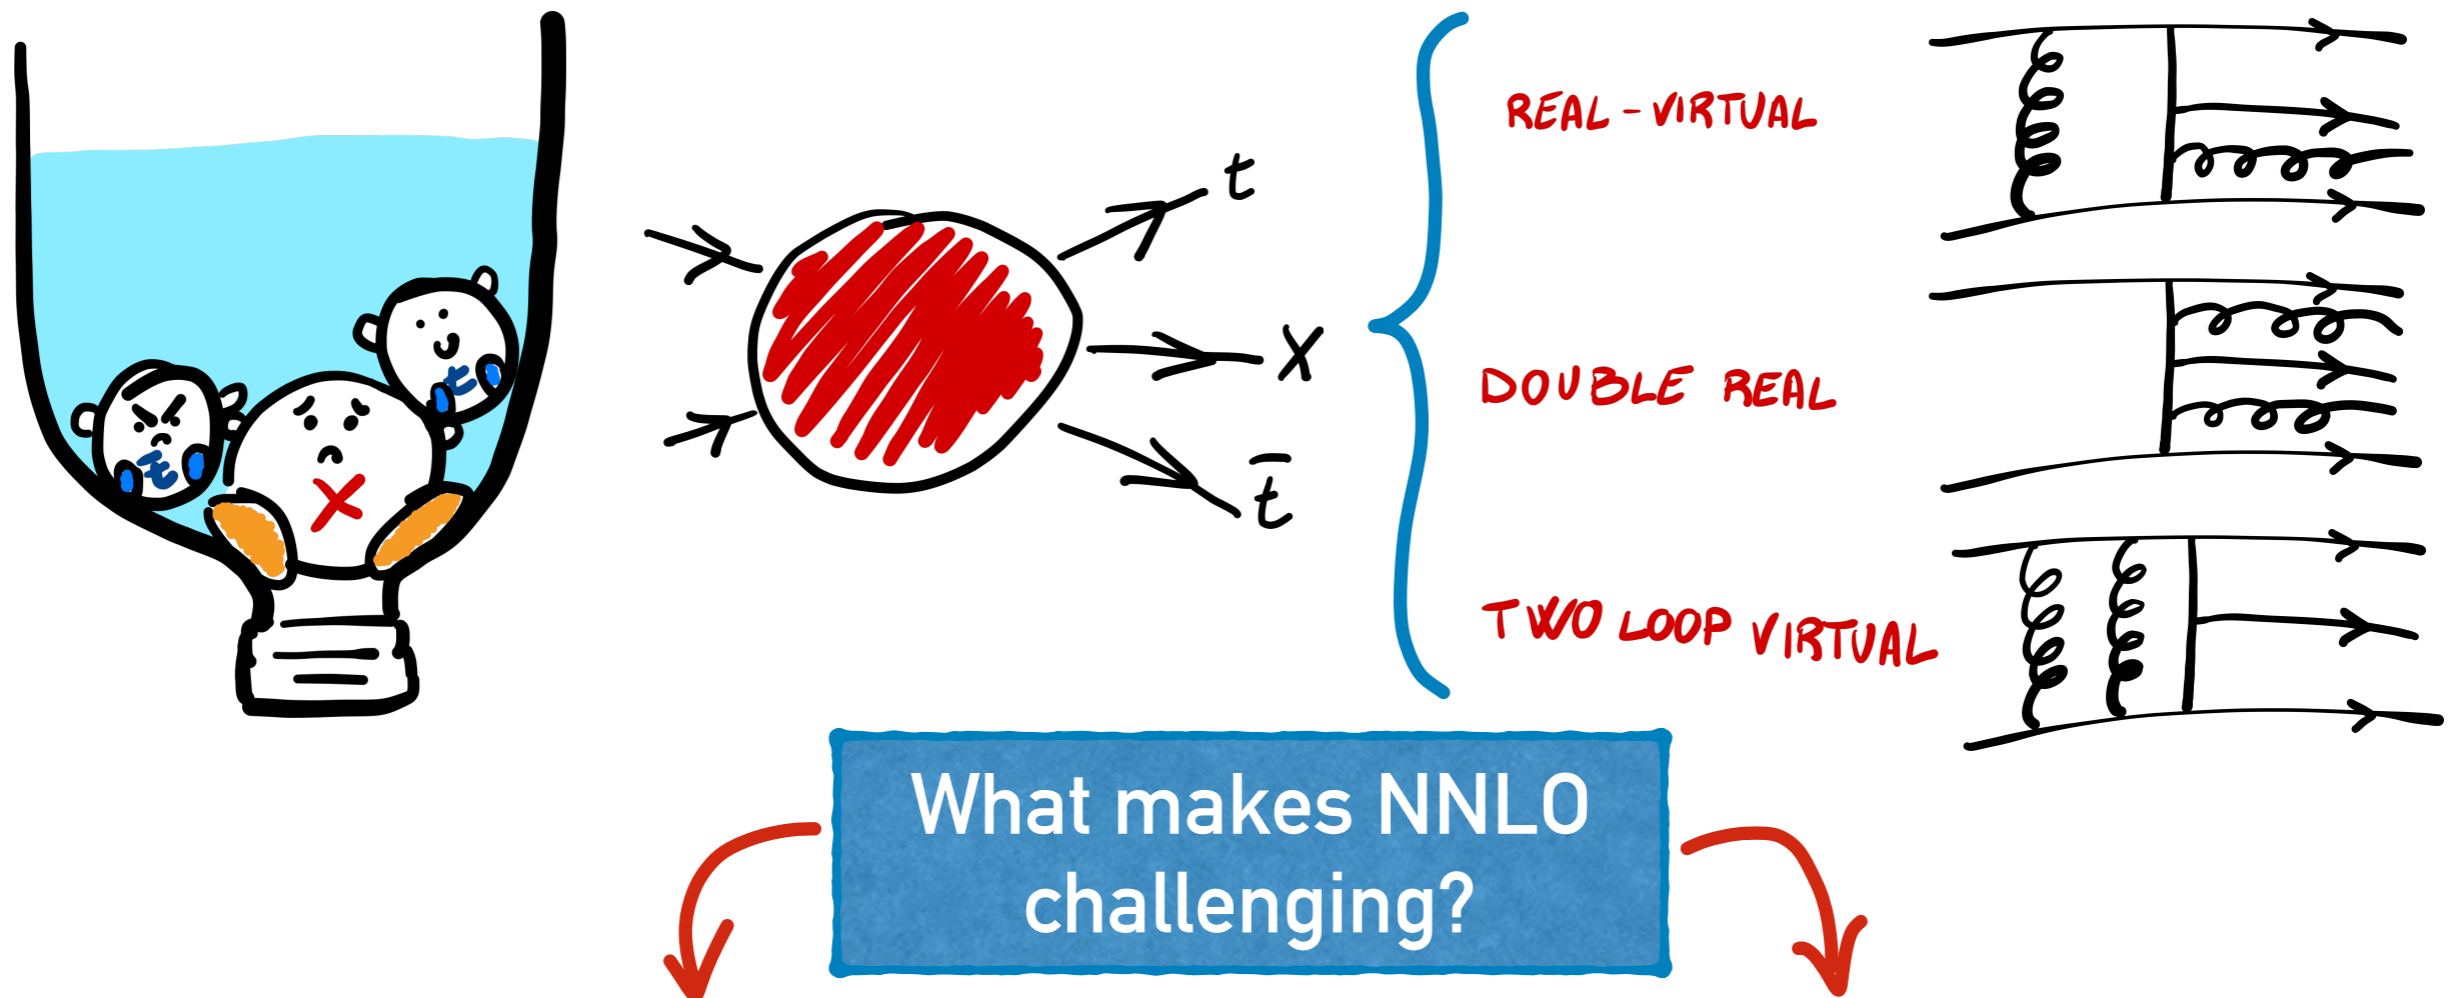 t
X
t̅
REAL-VIRTUAL
DOUBLE REAL
TWO LOOP VIRTUAL
t̅
X
t
What makes NNLO
challenging?